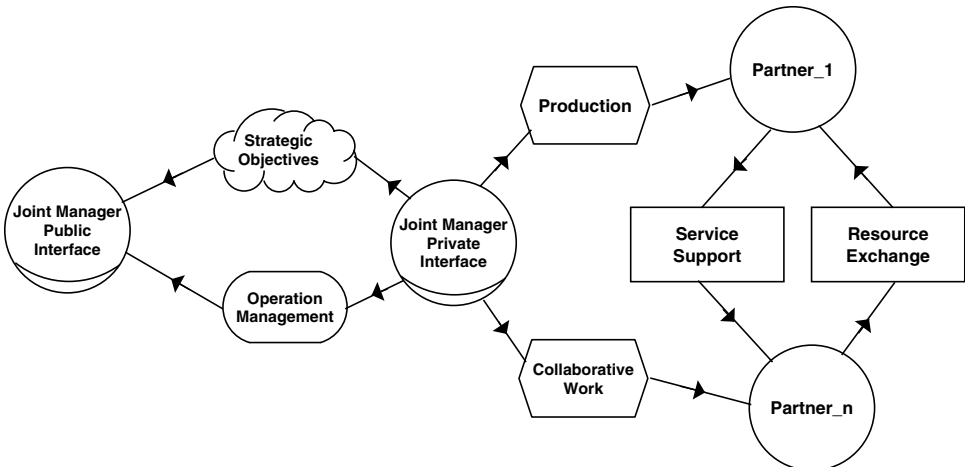 Joint Manager
Public
Interface
Strategic
Objectives
Operation
Management
Joint Manager
Private
Interface
Production
Collaborative
Work
Partner_1
Service
Support
Resource
Exchange
Partner_n